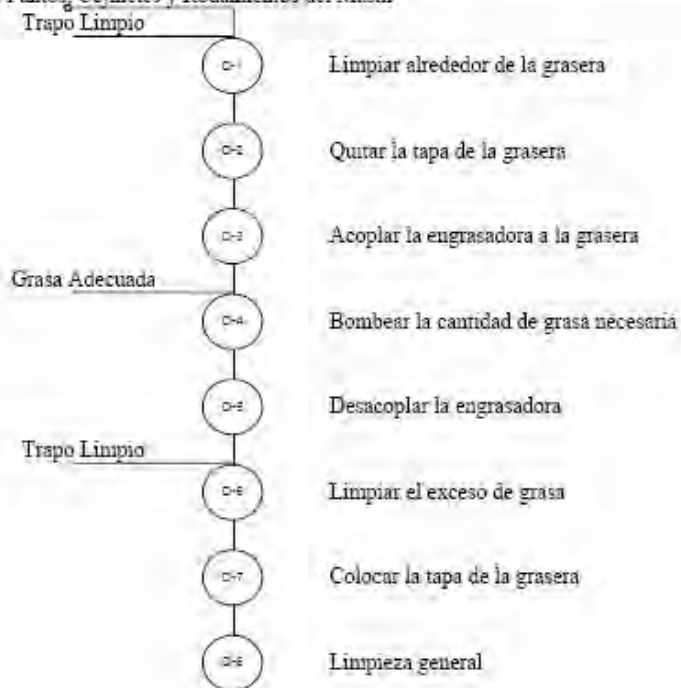 Trapo Limpio
O-1 Limpiar alrededor de la grasera
O-2 Quitar la tapa de la grasera
O-3 Acoplar la engrasadora a la grasera
Grasa Adecuada
O-4 Bombear la cantidad de grasa necesaria
O-5 Desacoplar la engrasadora
Trapo Limpio
O-6 Limpiar el exceso de grasa
O-7 Colocar la tapa de la grasera
O-8 Limpieza general